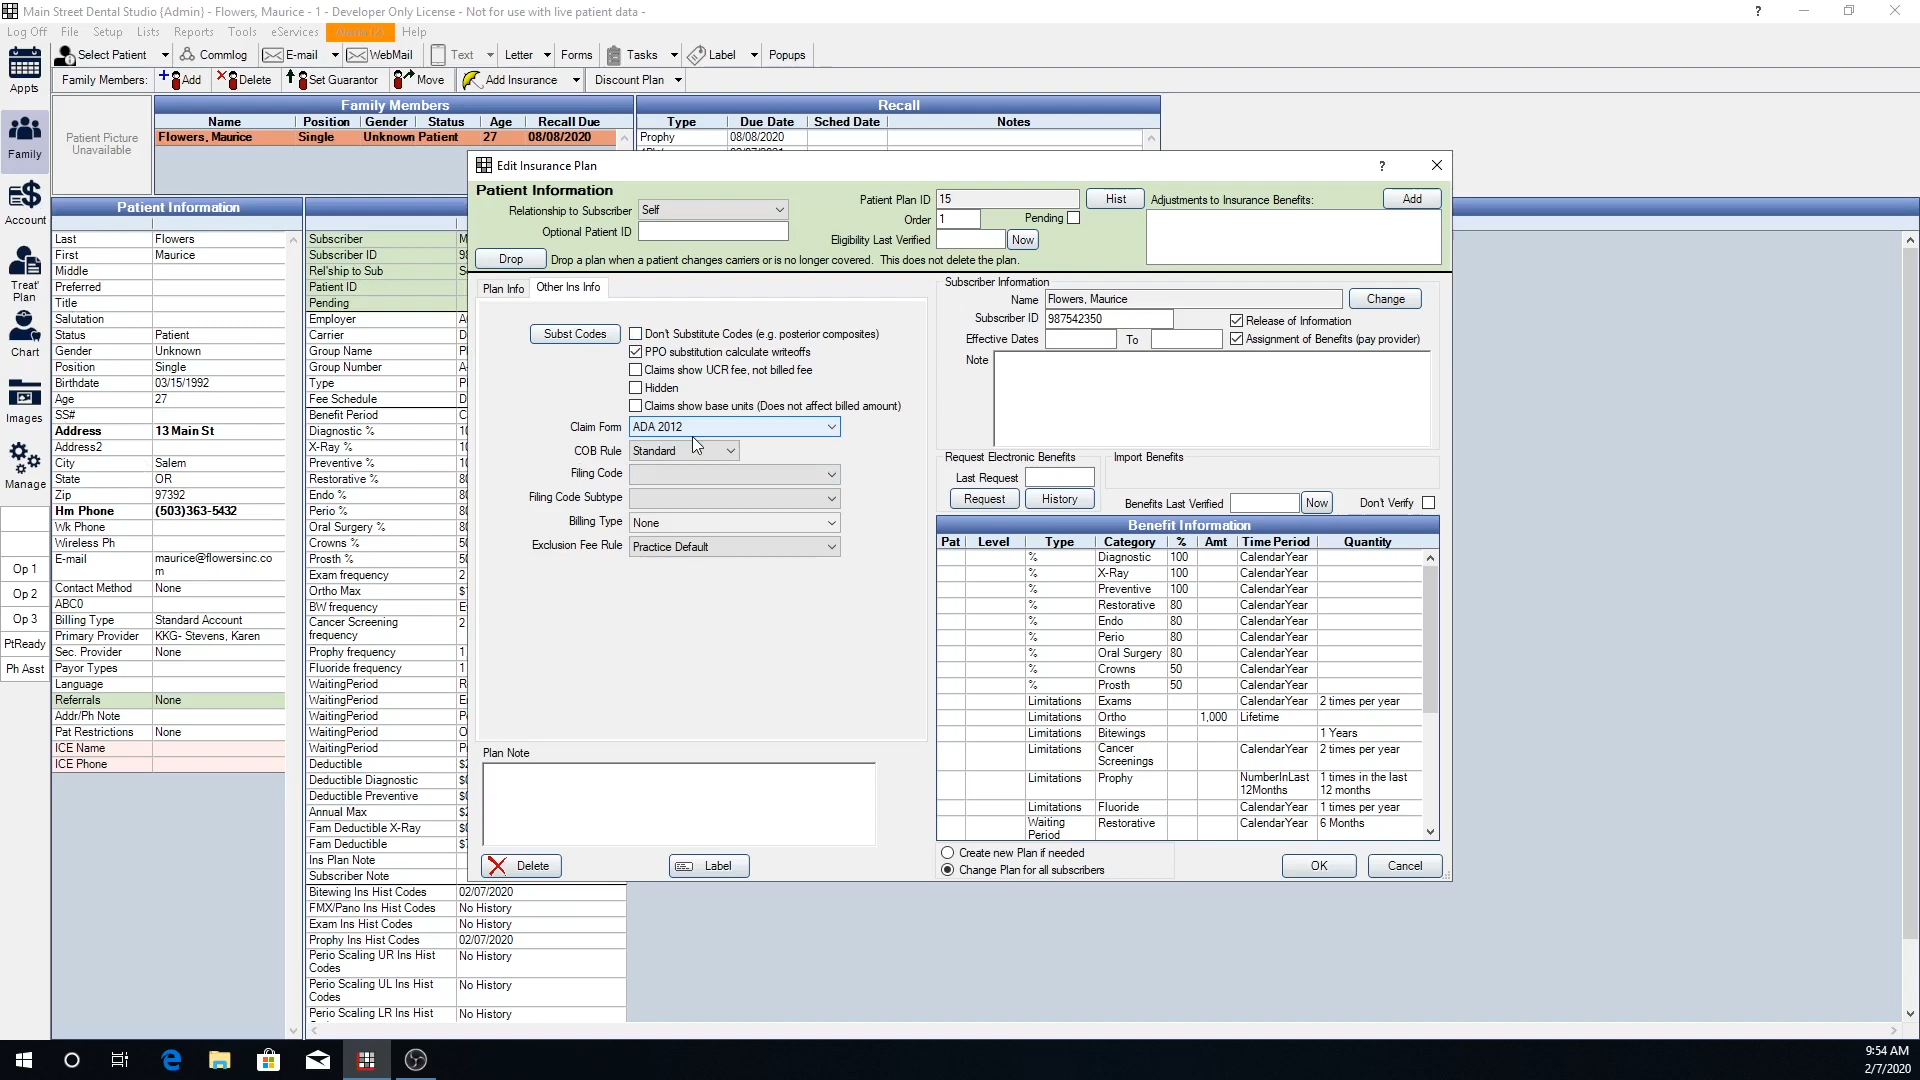 Main Street Dental Studio {Admin} - Flowers, Maurice - 1 - Developer Only License - Not for use with live patient data -
Log Off File Setup Lists Reports Tools eServices Help
Appts
Select Patient Commlog E-mail WebMail Text Letter Forms Tasks Label Popups
Family Members: Add Delete Set Guarantor Move Add Insurance Discount Plan
Family
Account
Treat' Plan
Chart
Images
Manage
Op 1
Op 2
Op 3
PtReady
Ph Asst
Patient Picture Unavailable
Family Members
Name Position Gender Status Age Recall Due
Flowers, Maurice Single Unknown Patient 27 08/08/2020
Recall
Type Due Date Sched Date Notes
Prophy 08/08/2020
Patient Information
Last Flowers
First Maurice
Middle
Preferred
Title
Salutation
Status Patient
Gender Unknown
Position Single
Birthdate 03/15/1992
Age 27
SS#
Address 13 Main St
Address2
City Salem
State OR
Zip 97392
Hm Phone (503)363-5432
Wk Phone
Wireless Ph
E-mail maurice@flowersinc.co
m
Contact Method None
ABC0
Billing Type Standard Account
Primary Provider KKG- Stevens, Karen
Sec. Provider None
Payor Types
Language
Referrals None
Addr/Ph Note
Pat Restrictions None
ICE Name
ICE Phone
Subscriber M
Subscriber ID 98
Rel'ship to Sub S
Patient ID
Pending
Employer
Carrier D
Group Name
Group Number
Type
Fee Schedule
Benefit Period C
Diagnostic % 10
X-Ray % 10
Preventive % 10
Restorative % 80
Endo % 80
Perio % 80
Oral Surgery % 80
Crowns % 50
Prosth % 50
Exam frequency 2
Ortho Max $1
BW frequency
Cancer Screening
frequency 2
Prophy frequency 1
Fluoride frequency 1
WaitingPeriod R
WaitingPeriod
WaitingPeriod
WaitingPeriod O
WaitingPeriod
Deductible
Deductible Diagnostic
Deductible Preventive
Annual Max
Fam Deductible X-Ray
Fam Deductible
Ins Plan Note
Subscriber Note
Bitewing Ins Hist Codes 02/07/2020
FMX/Pano Ins Hist Codes No History
Exam Ins Hist Codes No History
Prophy Ins Hist Codes 02/07/2020
Perio Scaling UR Ins Hist
Codes No History
Perio Scaling UL Ins Hist
Codes No History
Perio Scaling LR Ins Hist No History
Edit Insurance Plan
Patient Information
Relationship to Subscriber Self
Optional Patient ID
Patient Plan ID 15 Hist
Order 1 Pending
Eligibility Last Verified Now
Adjustments to Insurance Benefits: Add
Drop Drop a plan when a patient changes carriers or is no longer covered. This does not delete the plan.
Plan Info Other Ins Info
Subst Codes Don't Substitute Codes (e.g. posterior composites)
PPO substitution calculate writeoffs
Claims show UCR fee, not billed fee
Hidden
Claims show base units (Does not affect billed amount)
Claim Form ADA 2012
COB Rule Standard
Filing Code
Filing Code Subtype
Billing Type None
Exclusion Fee Rule Practice Default
Plan Note
Delete Label
Subscriber Information
Name Flowers, Maurice Change
Subscriber ID 987542350 Release of Information
Effective Dates To Assignment of Benefits (pay provider)
Note
Request Electronic Benefits
Last Request
Request History
Import Benefits
Benefits Last Verified Now Don't Verify
Benefit Information
Pat Level Type Category % Amt Time Period Quantity
% Diagnostic 100 CalendarYear
% X-Ray 100 CalendarYear
% Preventive 100 CalendarYear
% Restorative 80 CalendarYear
% Endo 80 CalendarYear
% Perio 80 CalendarYear
% Oral Surgery 80 CalendarYear
% Crowns 50 CalendarYear
% Prosth 50 CalendarYear
Limitations Exams CalendarYear 2 times per year
Limitations Ortho 1,000 Lifetime
Limitations Bitewings 1 Years
Limitations Cancer Screenings CalendarYear 2 times per year
Limitations Prophy NumberInLast 12Months 1 times in the last 12 months
Limitations Fluoride CalendarYear 1 times per year
Waiting Period Restorative CalendarYear 6 Months
Create new Plan if needed
Change Plan for all subscribers
OK Cancel
9:54 AM
2/7/2020